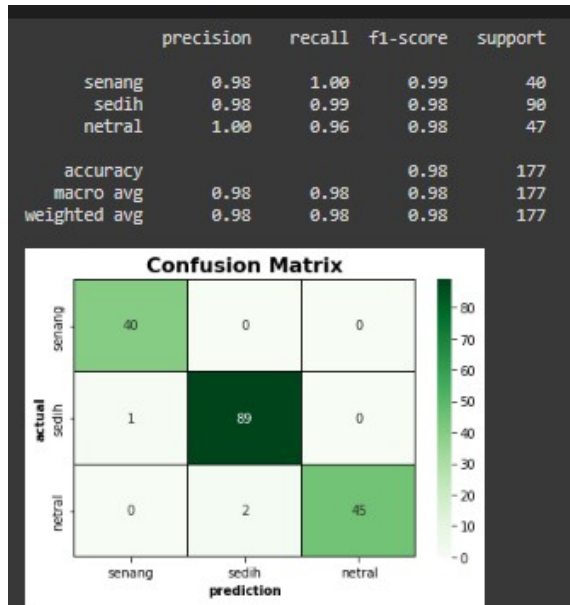 precision recall f1-score support
senang 0.98 1.00 0.99 40
sedih 0.98 0.99 0.98 90
netral 1.00 0.96 0.98 47
accuracy 0.98 177
macro avg 0.98 0.98 0.98 177
weighted avg 0.98 0.98 0.98 177
Confusion Matrix
actual
senang 40 0 0
sedih 1 89 0
netral 0 2 45
senang sedih netral
prediction
80
70
60
50
40
30
20
10
0